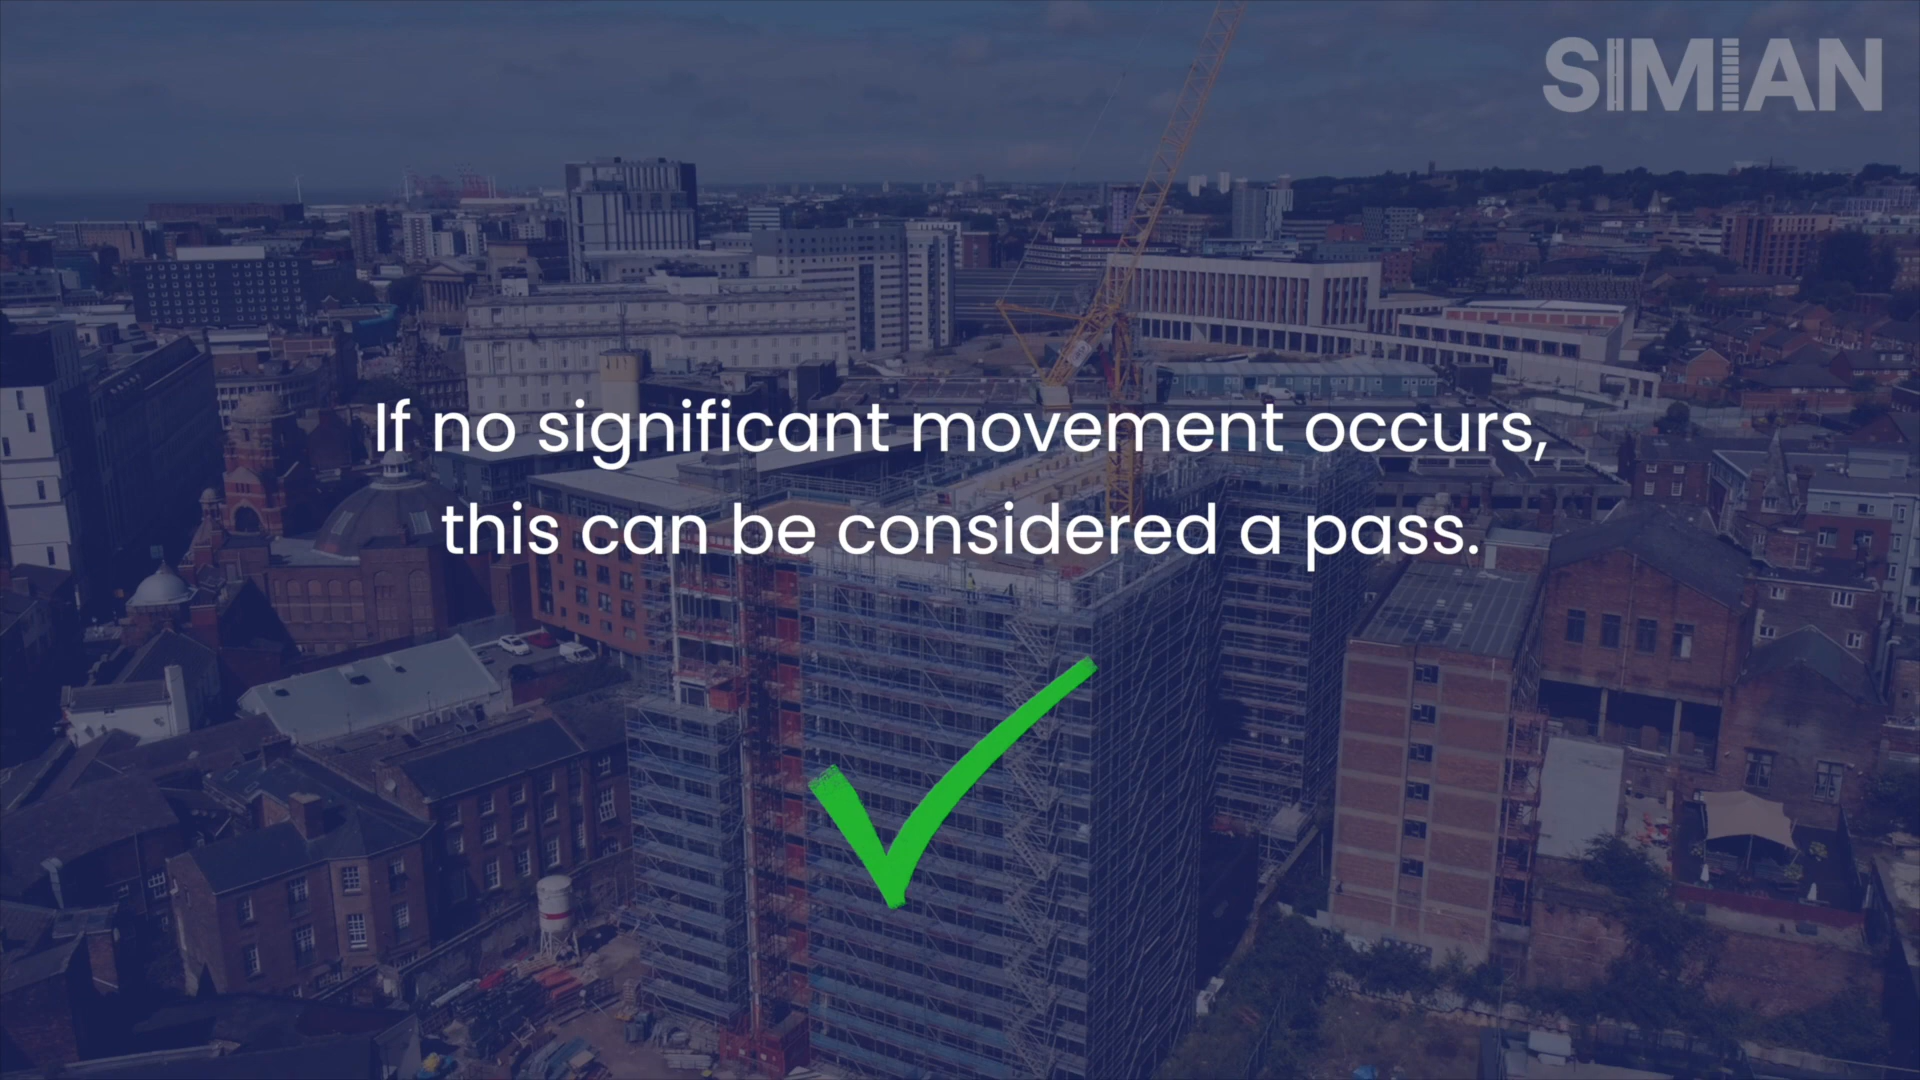 SIMIAN
If no significant movement occurs,
this can be considered a pass.